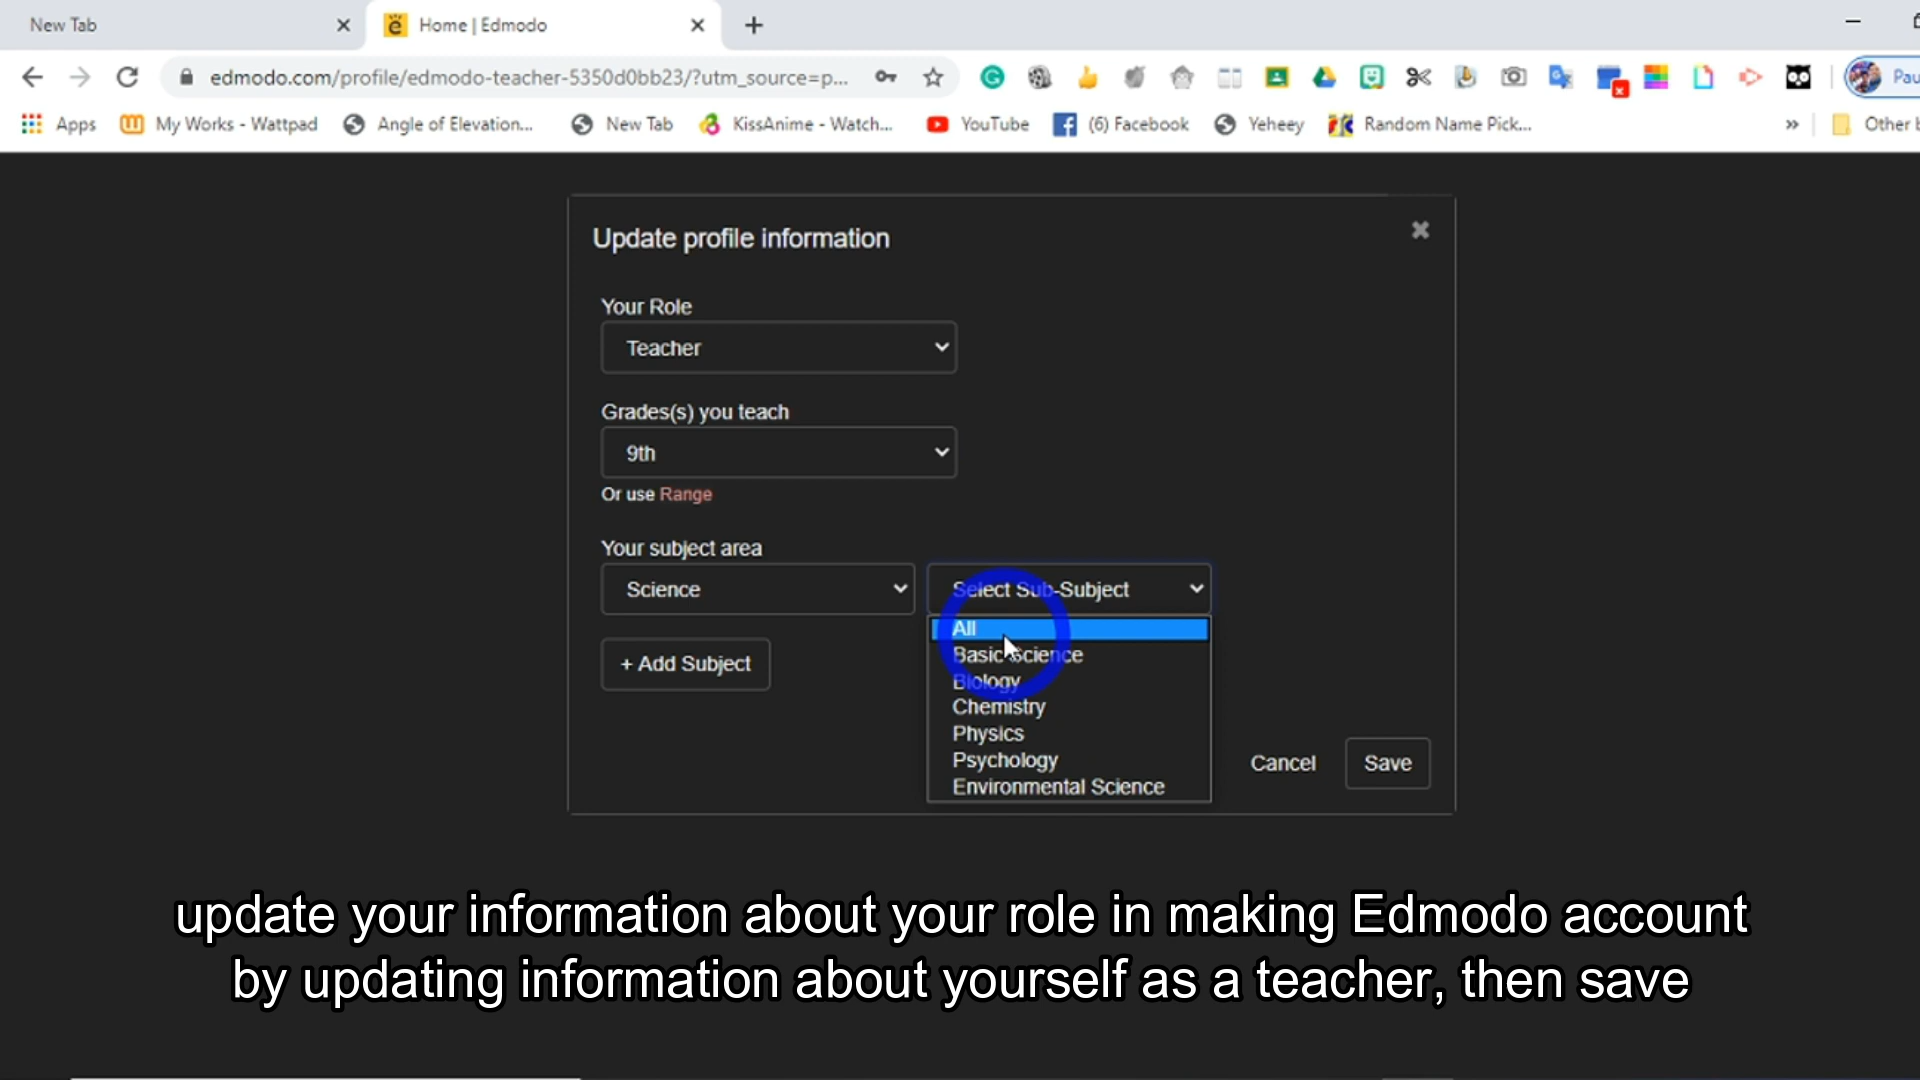 New Tab
Home | Edmodo
edmodo.com/profile/edmodo-teacher-5350d0bb23/?utm_source=p...
Pau
Apps
My Works - Wattpad
Angle of Elevation...
New Tab
KissAnime - Watch...
YouTube
(6) Facebook
Yeheey
Random Name Pick...
»
Other b
Update profile information
Your Role
Teacher
Grades(s) you teach
9th
Or use Range
Your subject area
Science
Select Sub-Subject
All
Basic Science
Biology
Chemistry
Physics
Psychology
Environmental Science
+ Add Subject
Cancel
Save
update your information about your role in making Edmodo account
by updating information about yourself as a teacher, then save